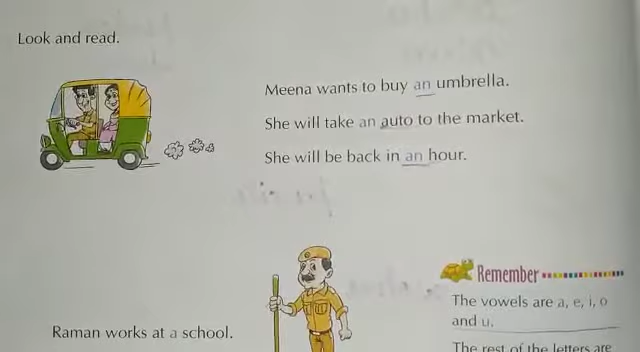 Look and read.
Meena wants to buy an umbrella.
She will take an auto to the market.
She will be back in an hour.
Remember
The vowels are a, e, i, o
and u.
Raman works at a school.
The rest of the letters are